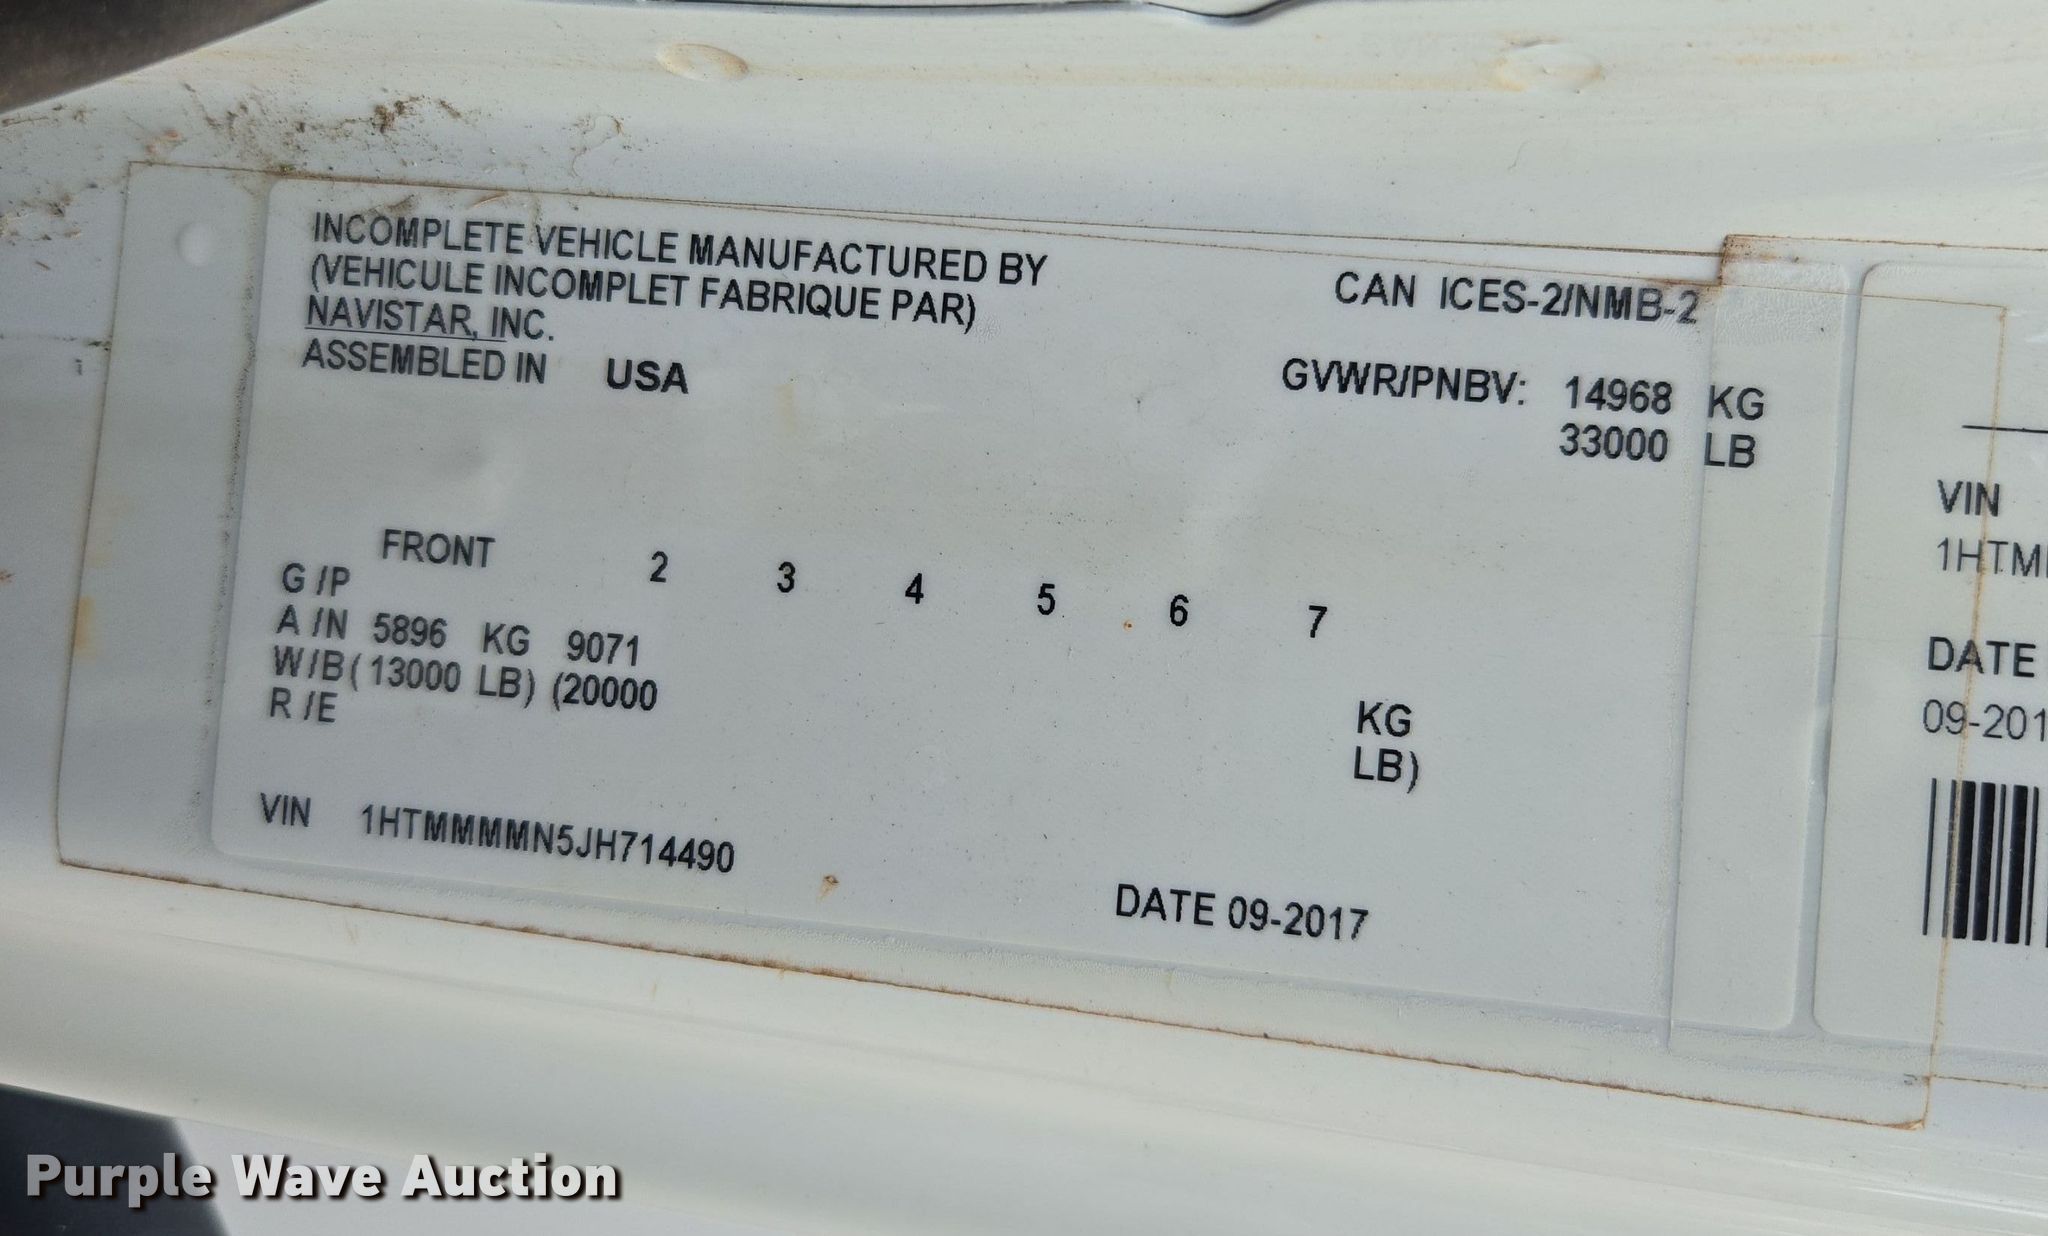 INCOMPLETE VEHICLE MANUFACTURED BY
(VEHICULE INCOMPLET FABRIQUE PAR)
NAVISTAR, INC.
ASSEMBLED IN USA
CAN ICES-2/NMB-2
GVWR/PNBV: 14968 KG
33000 LB
FRONT 2 3 4 5 6 7
G /P
A /N 5896 KG 9071 KG
W/B ( 13000 LB) (20000 LB)
R /E
VIN 1HTMMMMN5JH714490
DATE 09-2017
VIN
1HTM
DATE
09-201
Purple Wave Auction